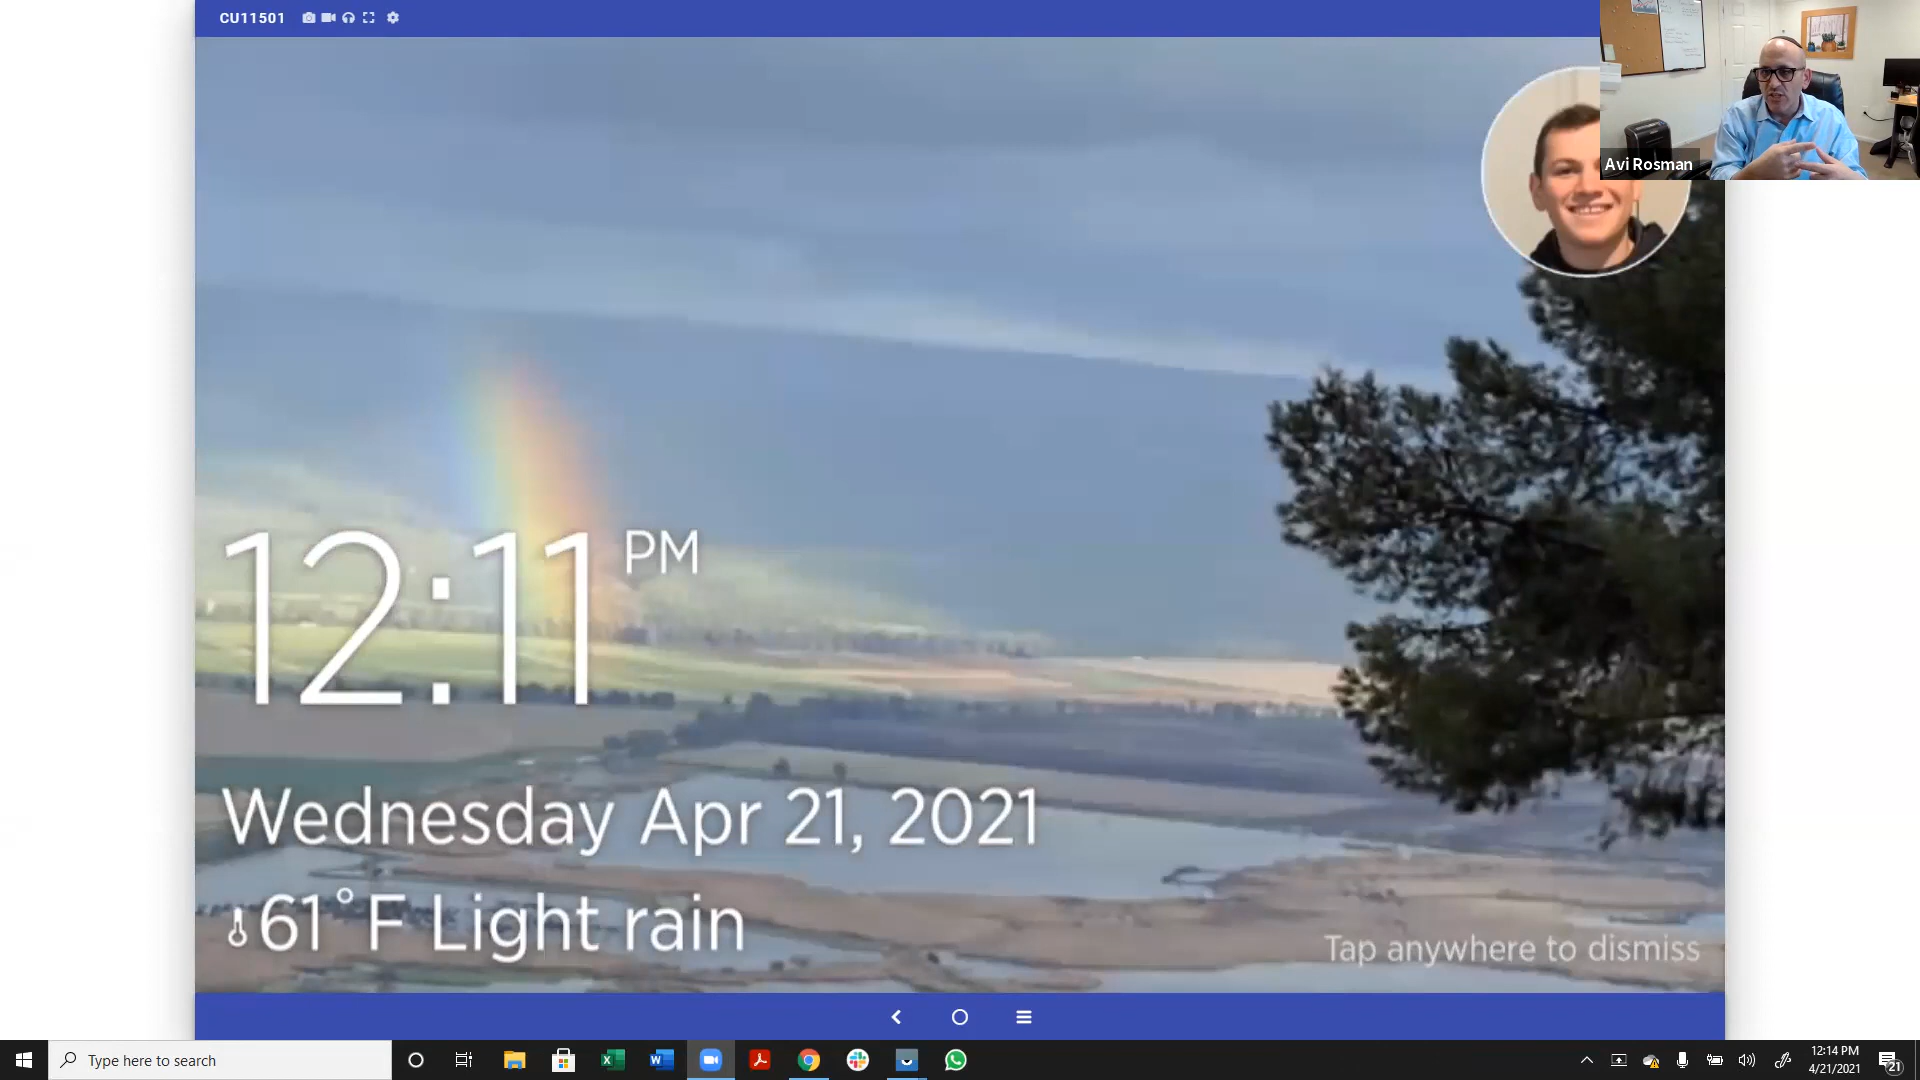 CU11501
Avi Rosman
12:11 PM
Wednesday Apr 21, 2021
61°F Light rain
Tap anywhere to dismiss
Type here to search
12:14 PM
4/21/2021
21